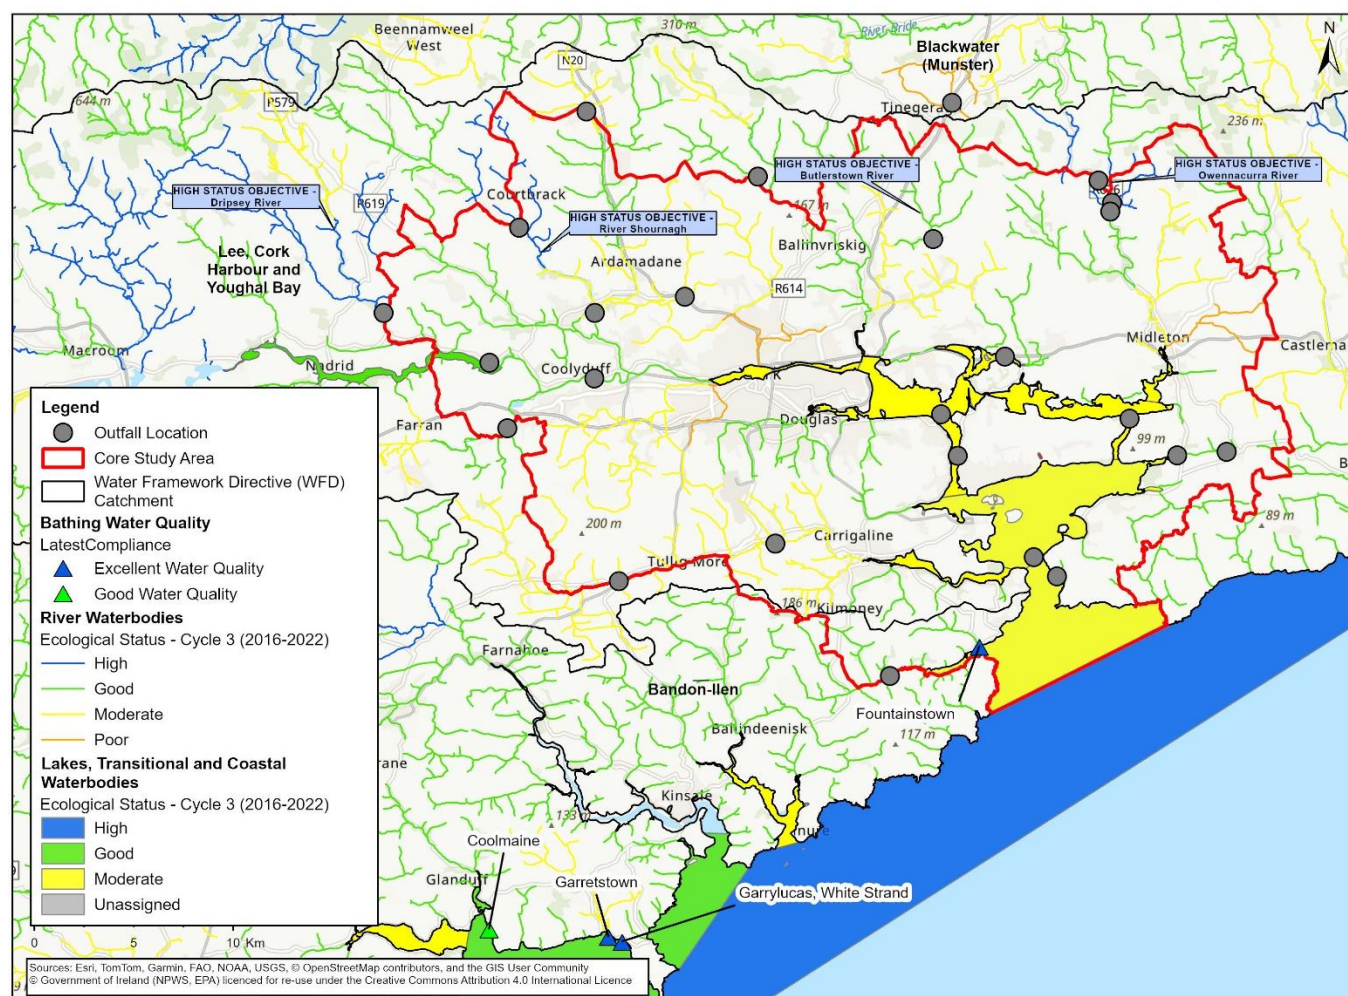 310 m
River Bride
N
Beennamweel
West
Blackwater
(Munster)
N20
644 m
R579
Tinegera
236 m
HIGH STATUS OBJECTIVE -
Butlerstown River
HIGH STATUS OBJECTIVE -
Owennacurra River
HIGH STATUS OBJECTIVE -
Dripsey River
R619
Courtbrack
167 m
HIGH STATUS OBJECTIVE -
River Shournagh
Ballinvriskig
Lee, Cork
Harbour and
Youghal Bay
Ardamadane
R614
Macroom
Nadrid
Coolyduff
Midleton
Castlema
Farran
Douglas
99 m
200 m
Carrigaline
89 m
Tullig More
186 m
Kilmoney
Farnahoe
Bandon-Ilen
Fountainstown
Ballindeenisk
117 m
Kinsale
133 m
Coolmaine
Glanduff
Garretstown
Garrylucas, White Strand
Legend
Outfall Location
Core Study Area
Water Framework Directive (WFD)
Catchment
Bathing Water Quality
LatestCompliance
Excellent Water Quality
Good Water Quality
River Waterbodies
Ecological Status - Cycle 3 (2016-2022)
High
Good
Moderate
Poor
Lakes, Transitional and Coastal
Waterbodies
Ecological Status - Cycle 3 (2016-2022)
High
Good
Moderate
Unassigned
0 5 10 Km
Sources: Esri, TomTom, Garmin, FAO, NOAA, USGS, © OpenStreetMap contributors, and the GIS User Community
© Government of Ireland (NPWS, EPA) licenced for re-use under the Creative Commons Attribution 4.0 International Licence